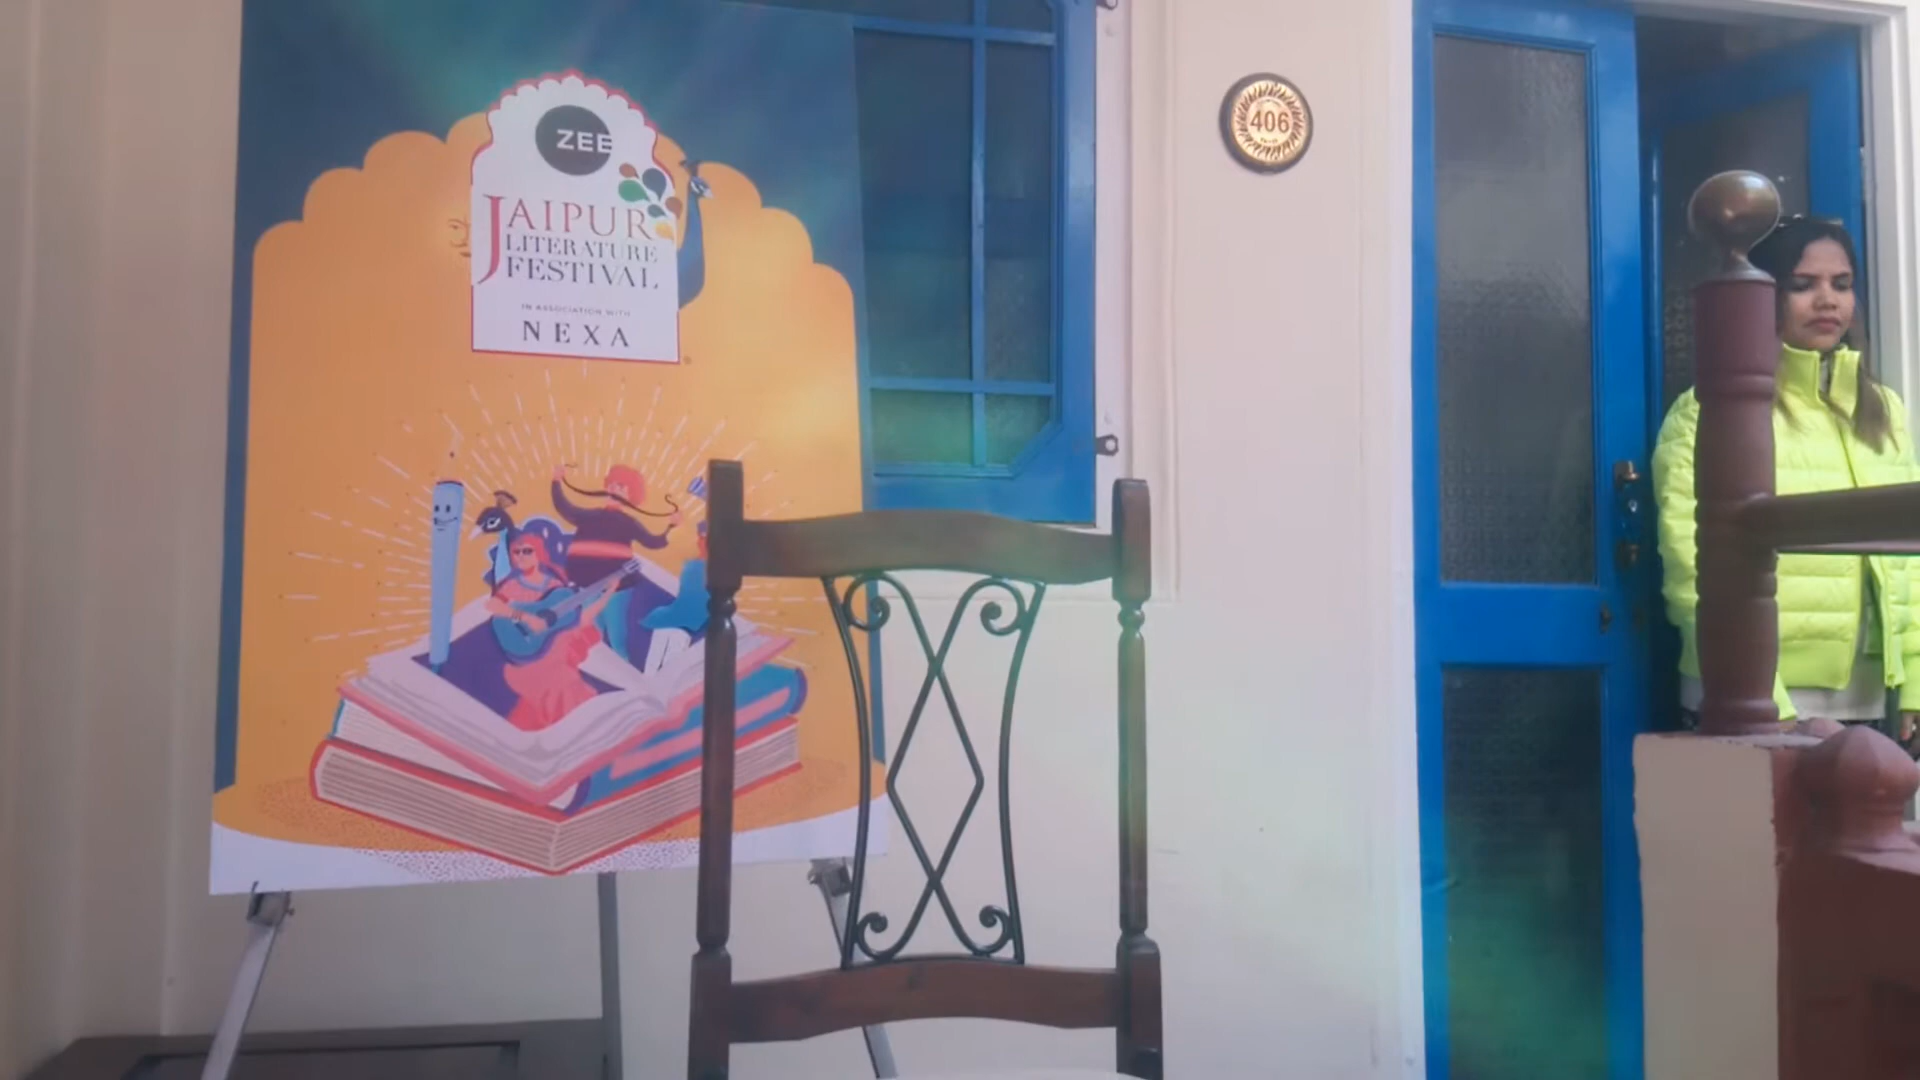 ZEE
JAIPUR
LITERATURE
FESTIVAL
IN ASSOCIATION WITH
NEXA
406